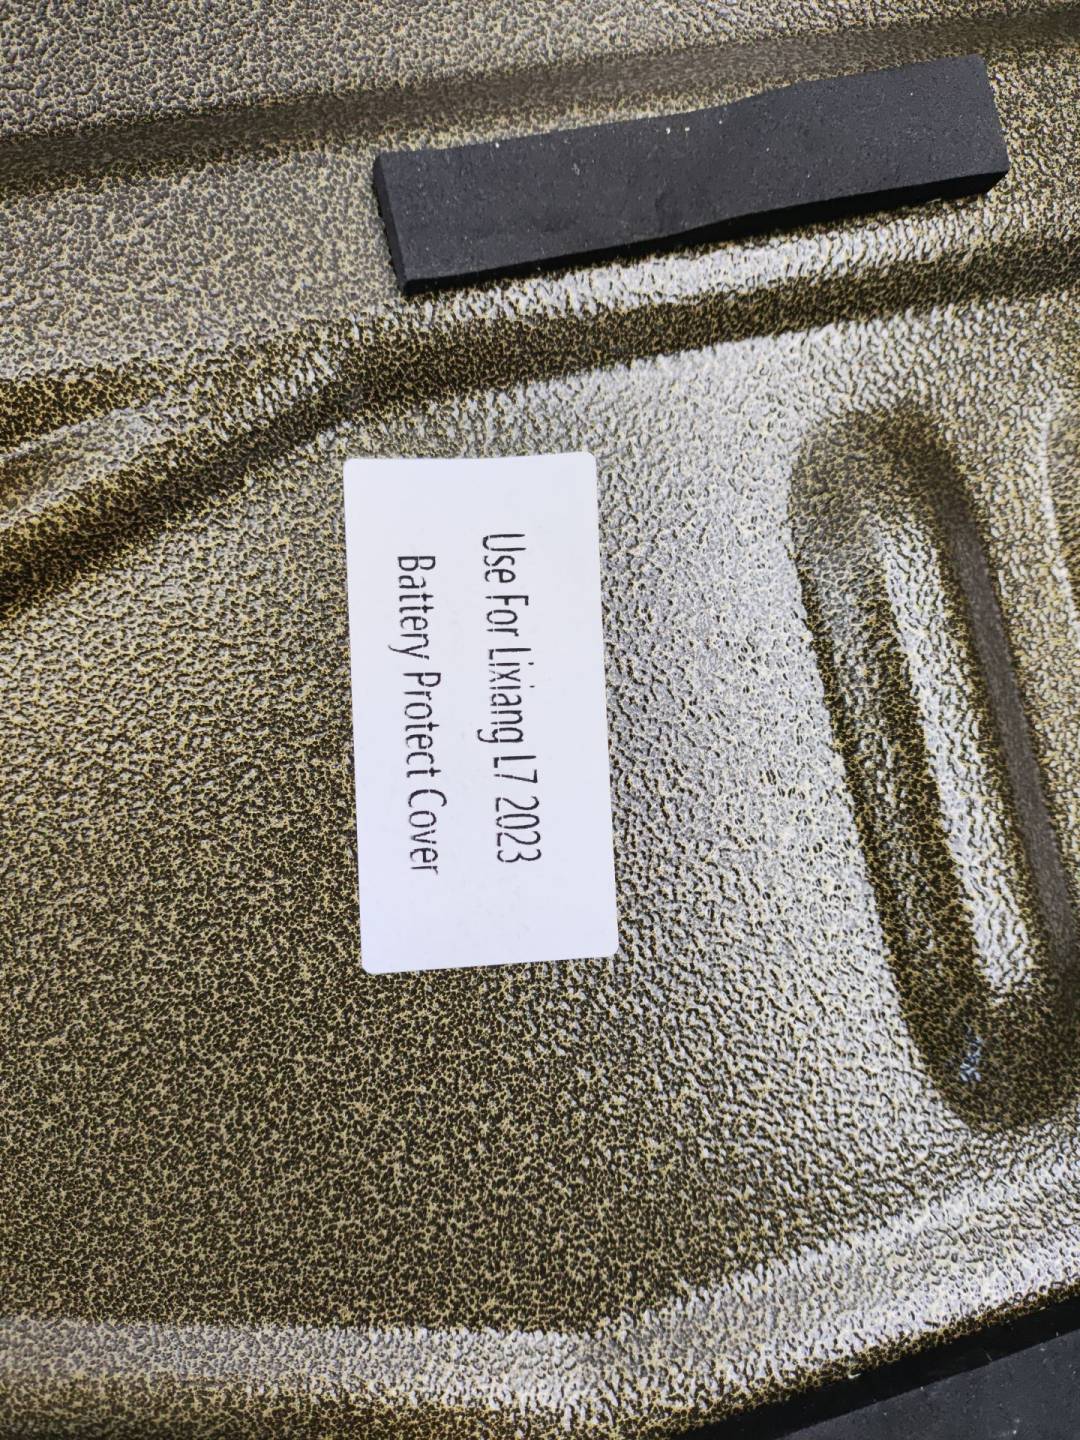 Use For Lixiang L7 2023
Battery Protect Cover